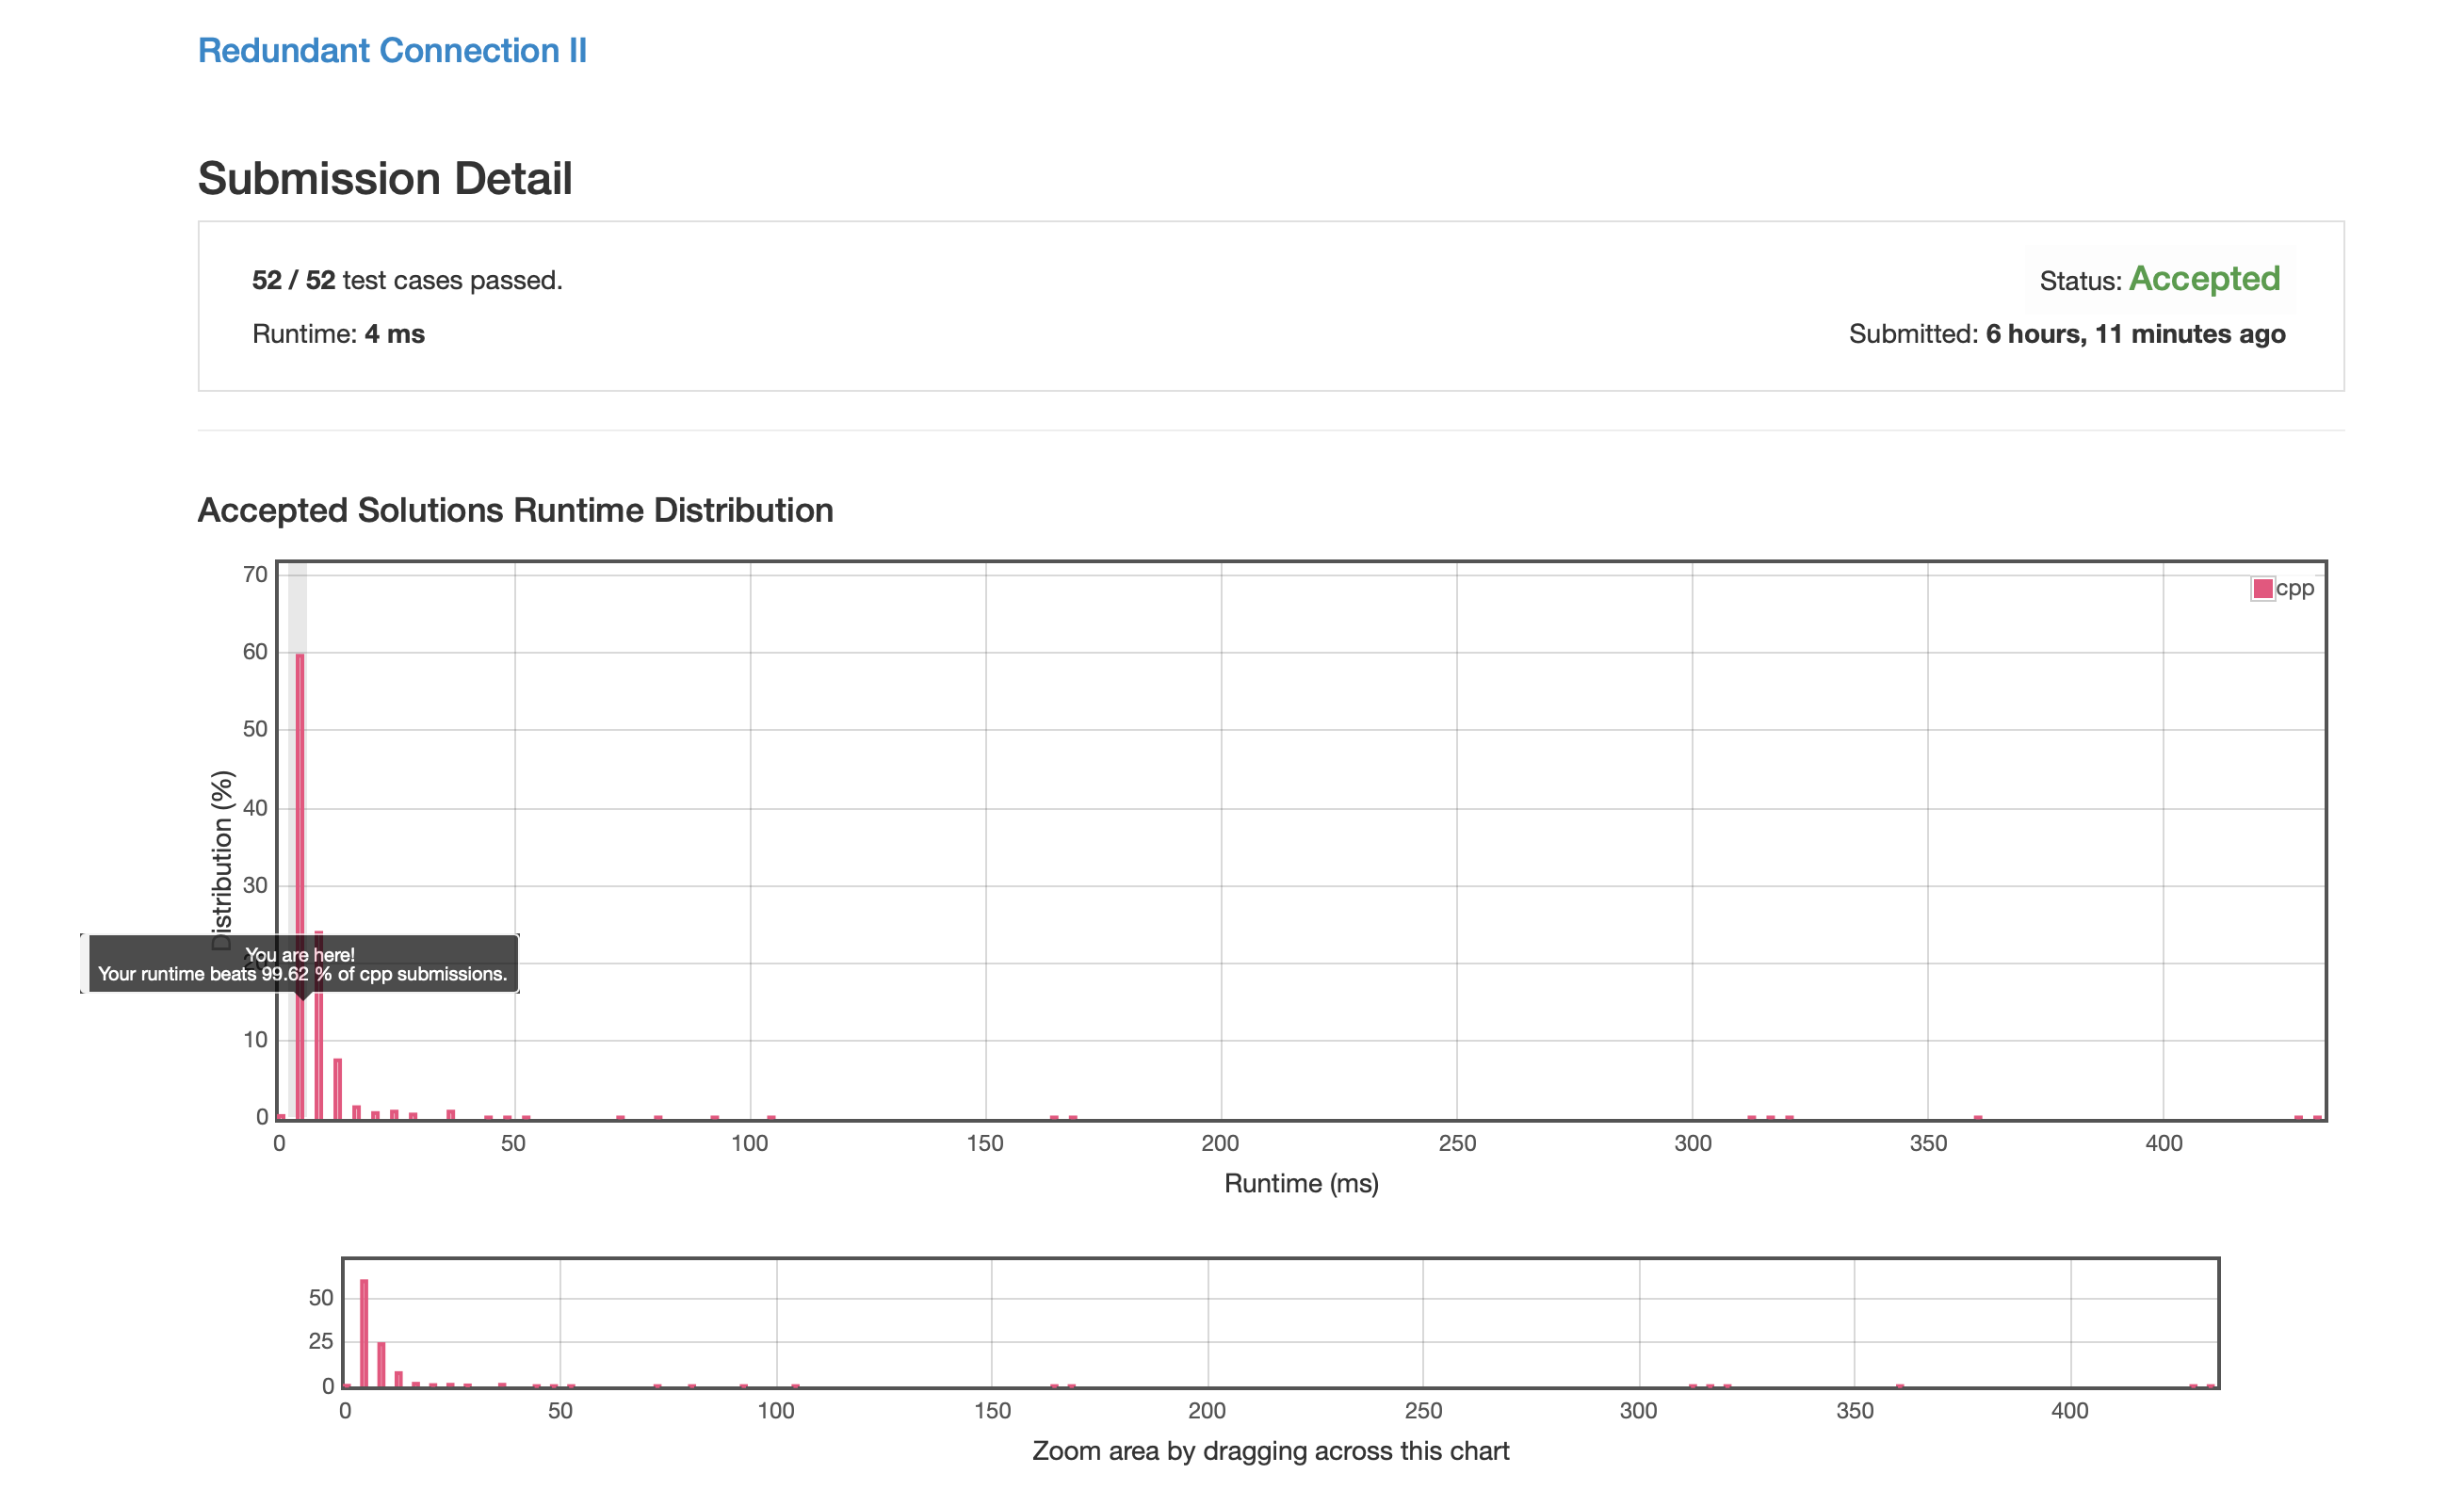 Redundant Connection II
Submission Detail
52 / 52 test cases passed.
Status: Accepted
Runtime: 4 ms
Submitted: 6 hours, 11 minutes ago
Accepted Solutions Runtime Distribution
cpp
Distribution (%)
70
60
50
40
30
20
10
0
You are here!
Your runtime beats 99.62 % of cpp submissions.
0 50 100 150 200 250 300 350 400
Runtime (ms)
50
25
0
0 50 100 150 200 250 300 350 400
Zoom area by dragging across this chart